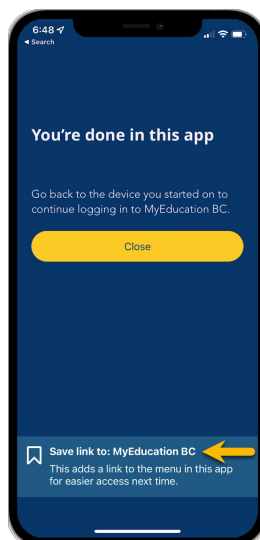 6:48
◄ Search
You're done in this app
Go back to the device you started on to
continue logging in to MyEducation BC.
Close
Save link to: MyEducation BC
This adds a link to the menu in this app
for easier access next time.